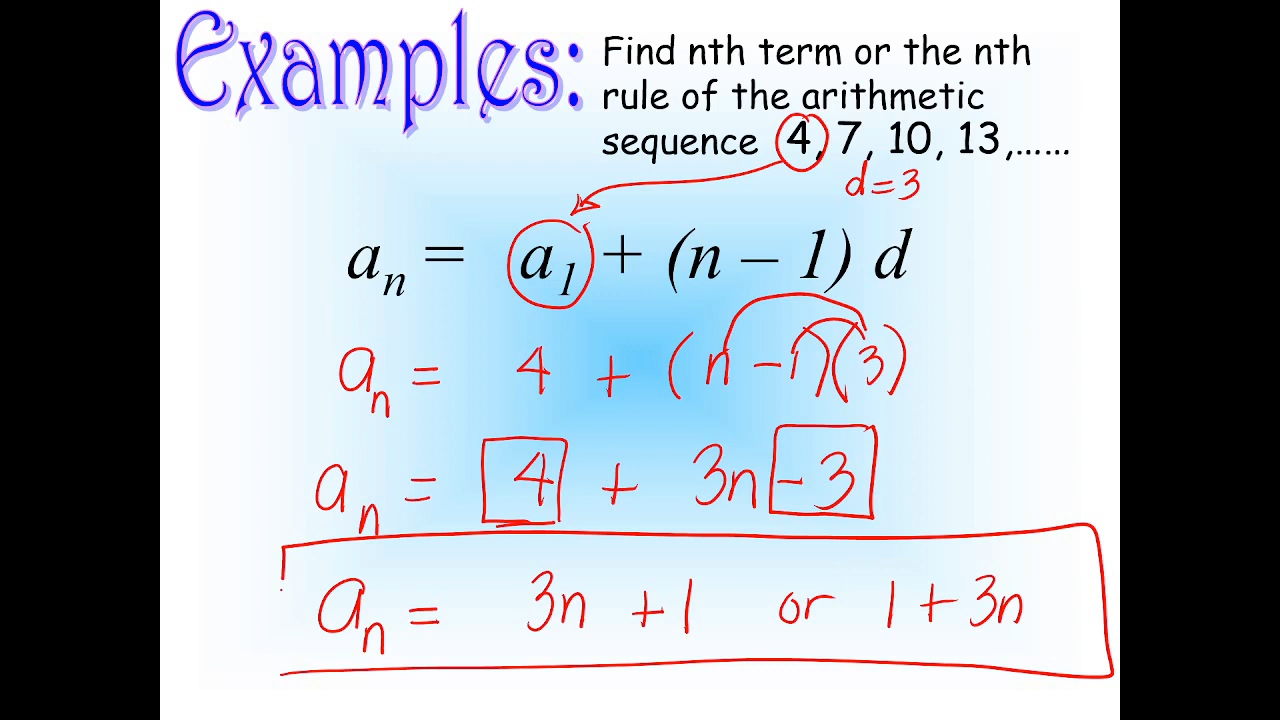 Examples:
Find nth term or the nth
rule of the arithmetic
sequence 4, 7, 10, 13,......
d = 3
aₙ = a₁ + (n – 1) d
aₙ = 4 + (n – 1)(3)
aₙ = 4 + 3n – 3
aₙ = 3n + 1 or 1 + 3n